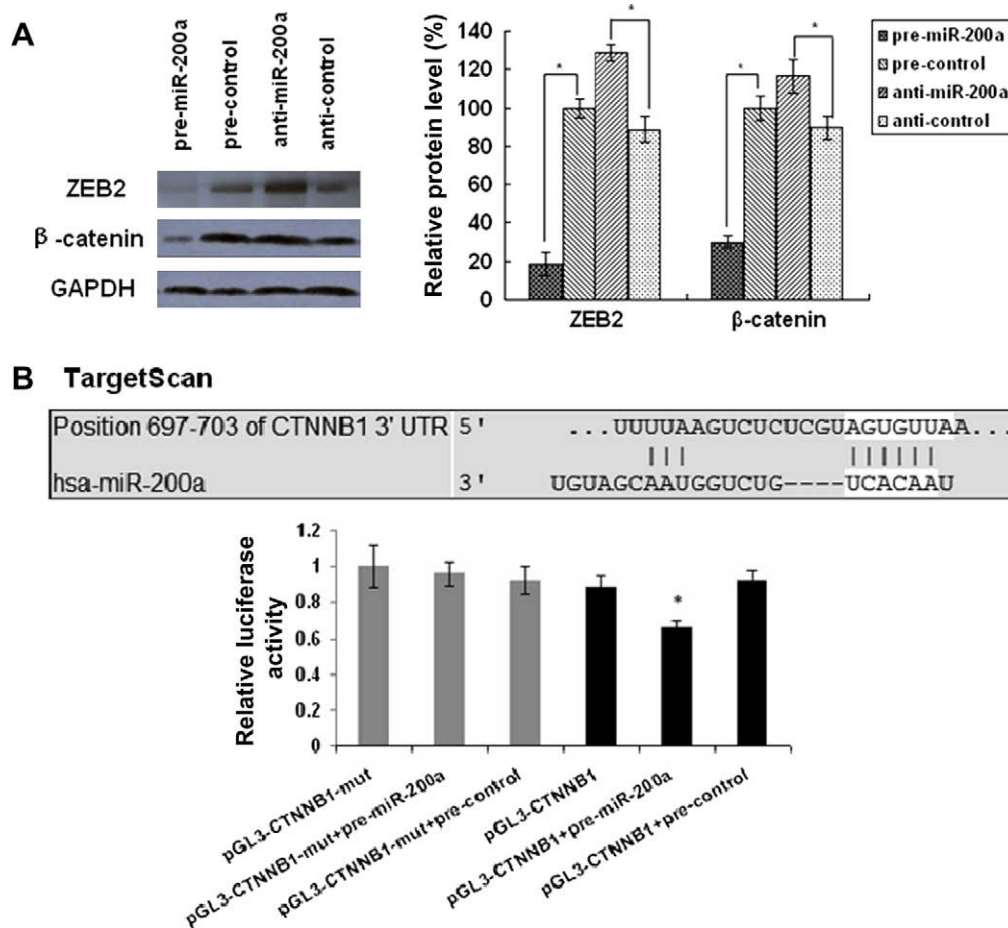 A
pre-miR-200a
pre-control
anti-miR-200a
anti-control
ZEB2
β-catenin
GAPDH
Relative protein level (%)
140
120
100
80
60
40
20
0
*
*
*
*
ZEB2
β-catenin
pre-miR-200a
pre-control
anti-miR-200a
anti-control
B TargetScan
Position 697-703 of CTNNB1 3' UTR 5' ...UUUUAAGUCUCUCGUAGUGUUAA...
hsa-miR-200a 3' UGUAGCAAUGGUCUG----UCACAAU
Relative luciferase
activity
1.2
1
0.8
0.6
0.4
0.2
0
*
pGL3-CTNNB1-mut
pGL3-CTNNB1-mut+pre-miR-200a
pGL3-CTNNB1-mut+pre-control
pGL3-CTNNB1
pGL3-CTNNB1+pre-miR-200a
pGL3-CTNNB1+pre-control